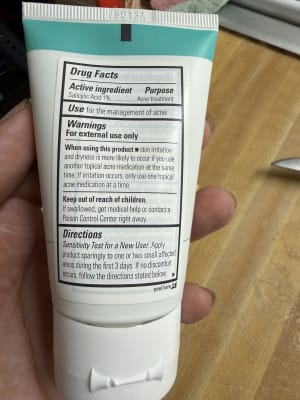 Drug Facts
Active ingredient Purpose
Salicylic Acid 1% Acne treatment
Use for the management of acne
Warnings
For external use only
When using this product ■ skin irritation
and dryness is more likely to occur if you use
another topical acne medication at the same
time. If irritation occurs, only use one topical
acne medication at a time.
Keep out of reach of children.
If swallowed, get medical help or contact a
Poison Control Center right away.
Directions
Sensitivity Test for a New User. Apply
product sparingly to one or two small affected
areas during the first 3 days. If no discomfort
occurs, follow the directions stated below. ▶
peel here